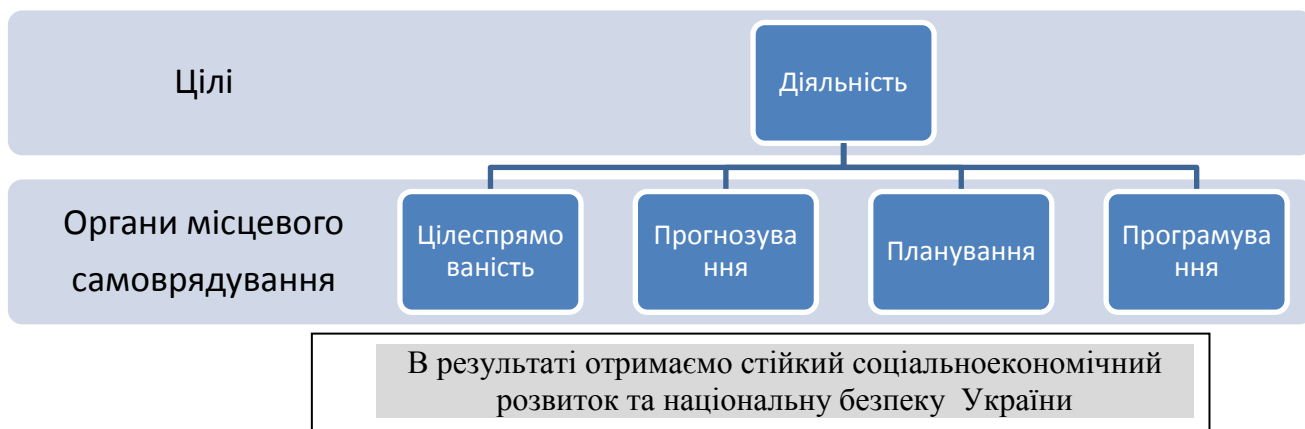 Цілі
Діяльність
Органи місцевого
самоврядування
Цілеспрямо
ваність
Прогнозува
ння
Планування
Програмува
ння
В результаті отримаємо стійкий соціальноекономічний
розвиток та національну безпеку України